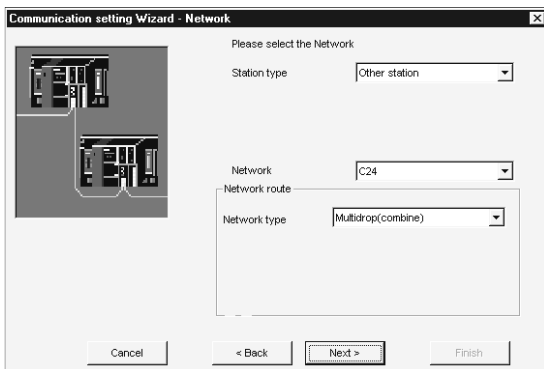 Communication setting Wizard - Network
Please select the Network
Station type Other station
Network C24
Network route
Network type Multidrop(combine)
Cancel < Back Next > Finish